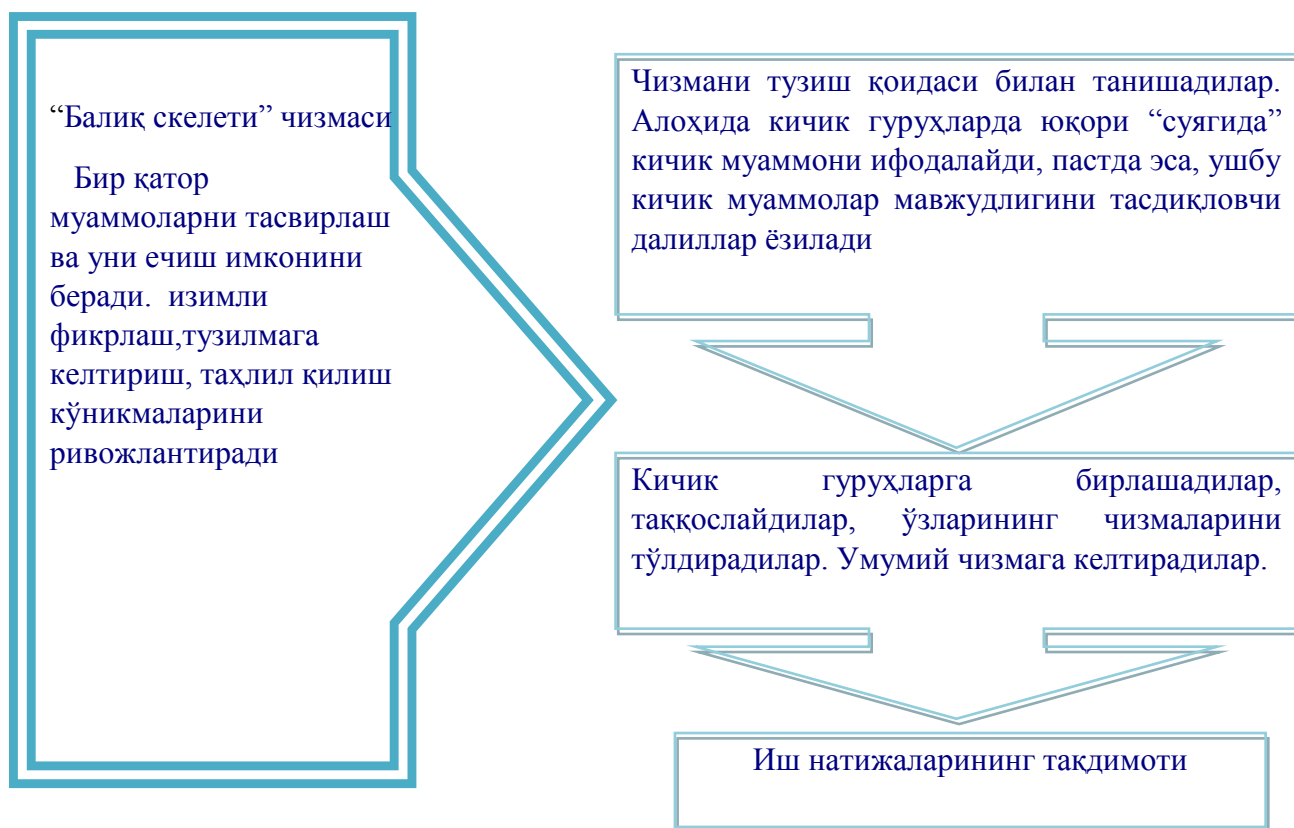 “Балиқ скелети” чизмаси
Бир қатор
муаммоларни тасвирлаш
ва уни ечиш имконини
беради. изимли
фикрлаш,тузилмага
келтириш, таҳлил қилиш
кўникмаларини
ривожлантиради
Чизмани тузиш қоидаси билан танишадилар.
Алоҳида кичик гуруҳларда юқори “суягида”
кичик муаммони ифодалайди, пастда эса, ушбу
кичик муаммолар мавжудлигини тасдиқловчи
далиллар ёзилади
Кичик гуруҳларга бирлашадилар,
таққослайдилар, ўзларининг чизмаларини
тўлдирадилар. Умумий чизмага келтирадилар.
Иш натижаларининг тақдимоти